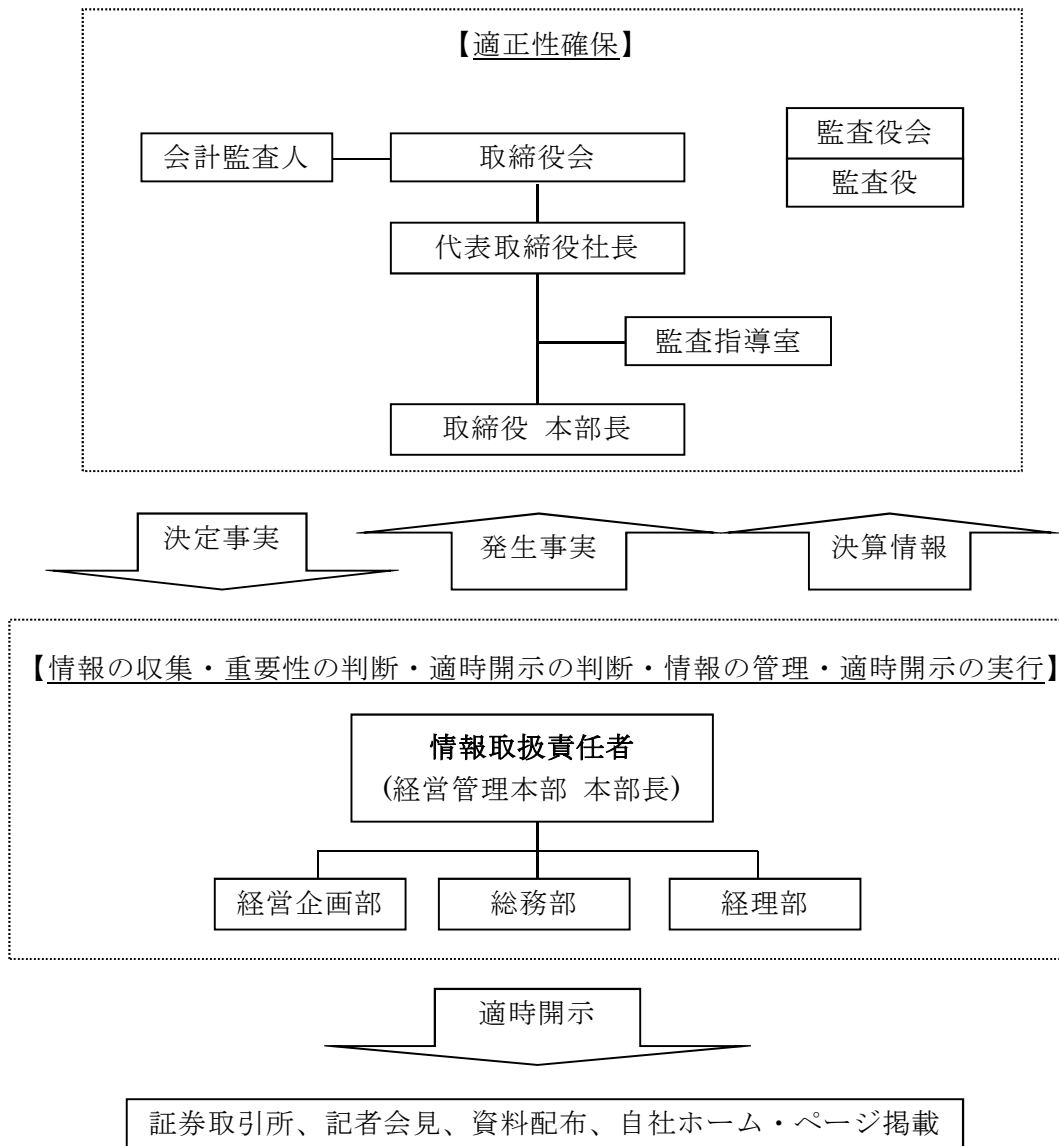 【適正性確保】
監査役会
会計監査人
取締役会
監査役
代表取締役社長
監査指導室
取締役 本部長
決定事実
発生事実
決算情報
【情報の収集・重要性の判断・適時開示の判断・情報の管理・適時開示の実行】
情報取扱責任者
(経営管理本部 本部長)
経営企画部
総務部
経理部
適時開示
証券取引所、記者会見、資料配布、自社ホーム・ページ掲載